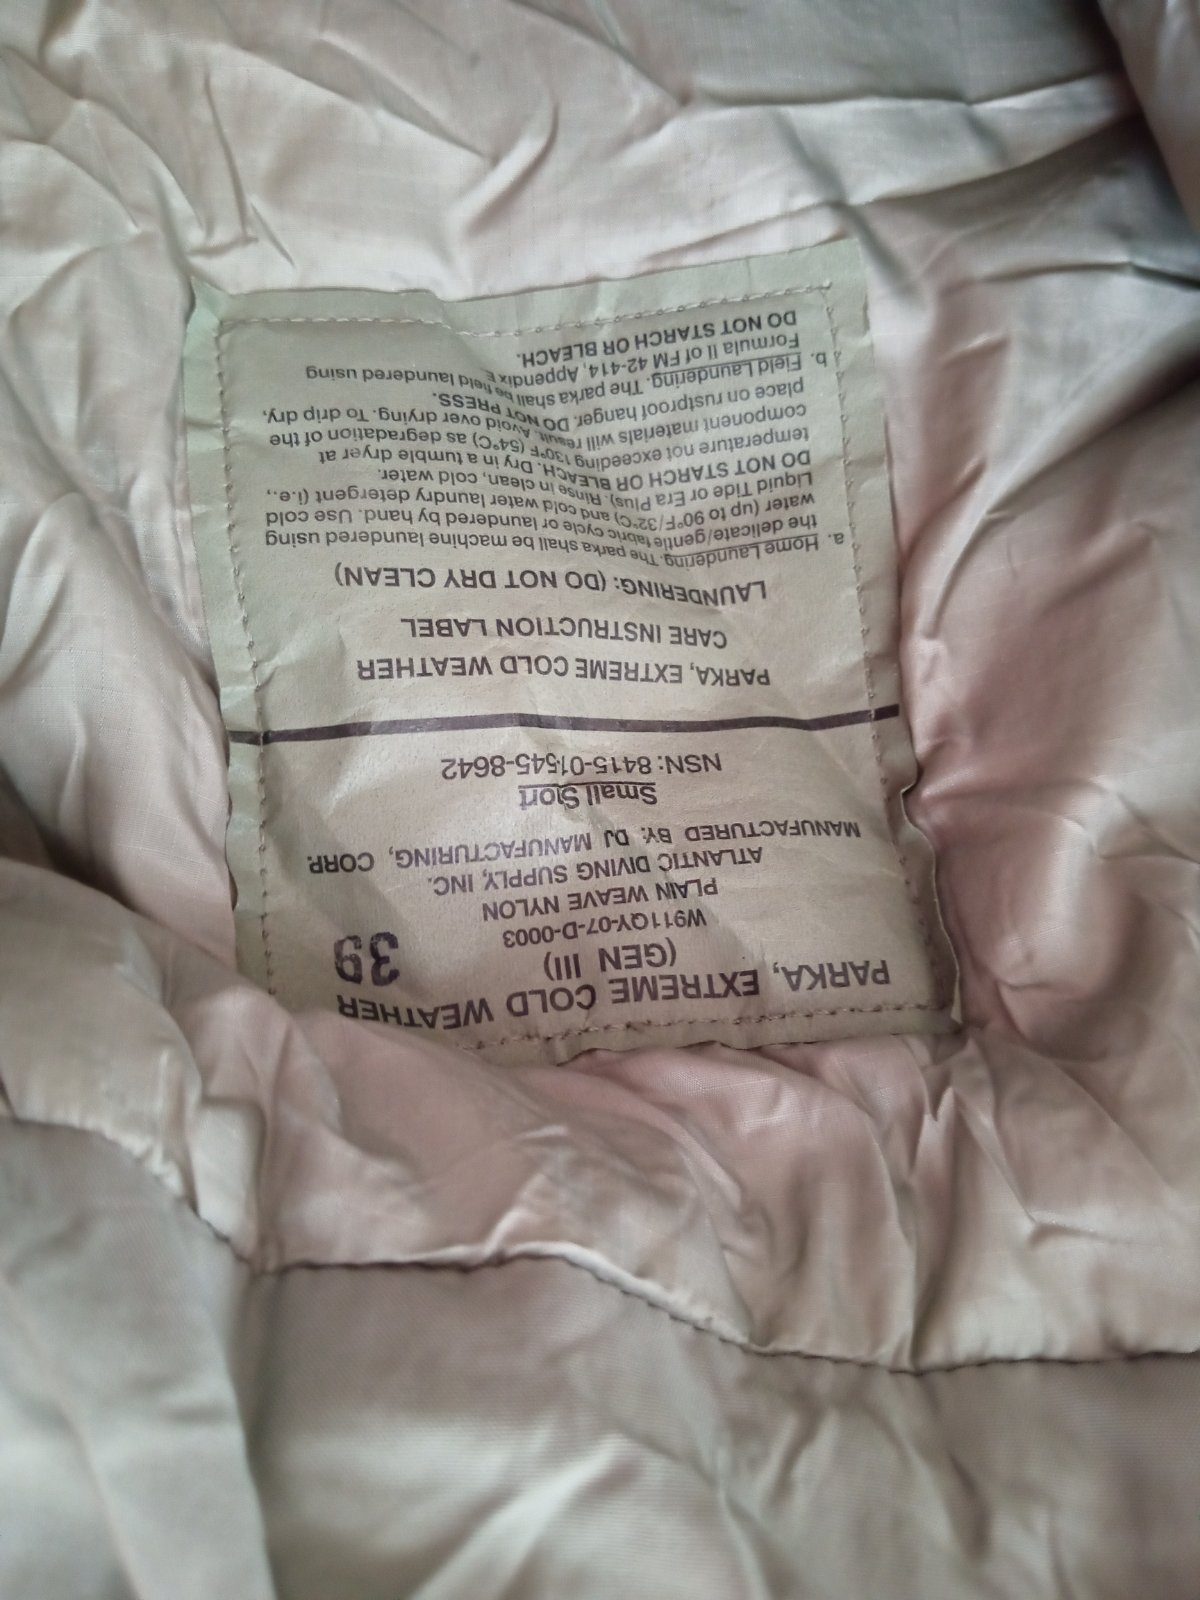 PARKA, EXTREME COLD WEATHER
(GEN III)
39
W911QY-07-D-0003
PLAIN WEAVE NYLON
ATLANTIC DIVING SUPPLY, INC.
MANUFACTURED BY: DJ MANUFACTURING, CORP.
Small Short
NSN: 8415-01-545-8642
PARKA, EXTREME COLD WEATHER
CARE INSTRUCTION LABEL
LAUNDERING: (DO NOT DRY CLEAN)
a. Home Laundering. The parka shall be machine laundered using
the delicate/gentle fabric cycle or laundered by hand. Use cold
water (up to 90°F/32°C) and cold water laundry detergent (i.e.,
Liquid Tide or Era Plus). Rinse in clean, cold water.
DO NOT STARCH OR BLEACH. Dry in a tumble dryer at
temperature not exceeding 130°F (54°C) as degradation of the
component materials will result. Avoid over drying. To drip dry,
place on rustproof hanger. DO NOT PRESS.
b. Field Laundering. The parka shall be field laundered using
Formula II of FM 42-414, Appendix E
DO NOT STARCH OR BLEACH.